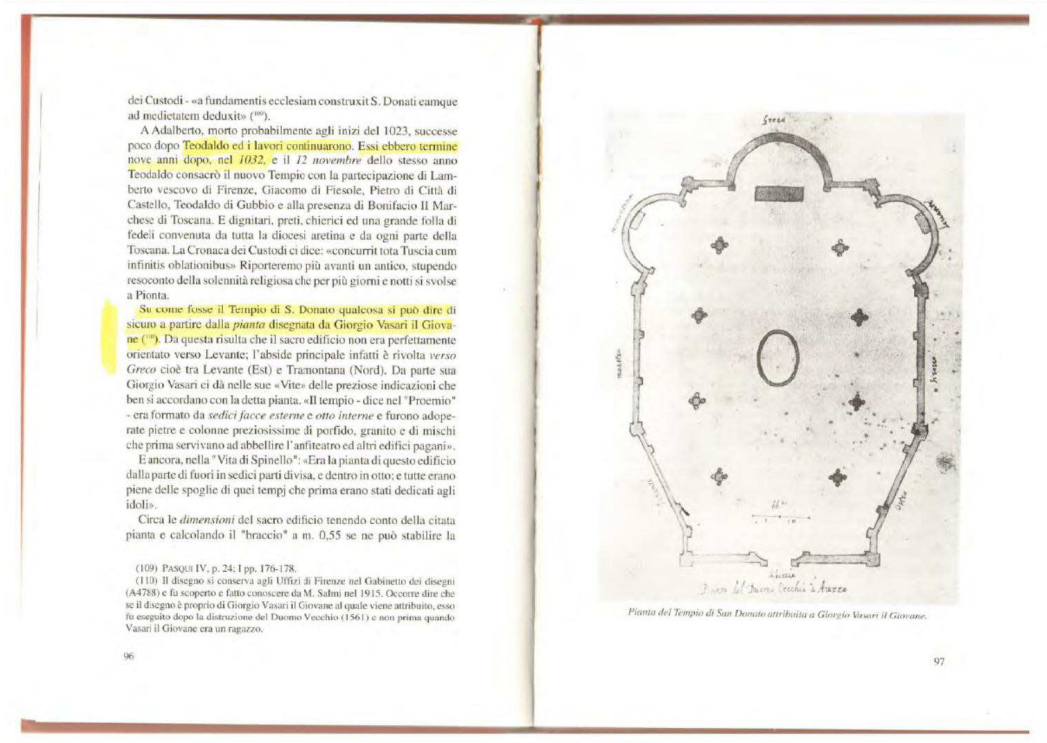 dei Custodi - «a fundamentis ecclesiam construxit S. Donati eamque
ad medietatem deduxit» (¹⁰⁹).
A Adalberto, morto probabilmente agli inizi del 1023, successe
poco dopo Teodaldo ed i lavori continuarono. Essi ebbero termine
nove anni dopo, nel 1032, e il 12 novembre dello stesso anno
Teodaldo consacrò il nuovo Tempio con la partecipazione di Lam-
berto vescovo di Firenze, Giacomo di Fiesole, Pietro di Città di
Castello, Teodaldo di Gubbio e alla presenza di Bonifacio II Mar-
chese di Toscana. E dignitari, preti, chierici ed una grande folla di
fedeli convenuta da tutta la diocesi aretina e da ogni parte della
Toscana. La Cronaca dei Custodi ci dice: «concurrit tota Tuscia cum
infinitis oblationibus» Riporteremo più avanti un antico, stupendo
resoconto della solennità religiosa che per più giorni e notti si svolse
a Pionta.
Su come fosse il Tempio di S. Donato qualcosa si può dire di
sicuro a partire dalla pianta disegnata da Giorgio Vasari il Giova-
ne (¹¹⁰). Da questa risulta che il sacro edificio non era perfettamente
orientato verso Levante; l'abside principale infatti è rivolta verso
Greco cioè tra Levante (Est) e Tramontana (Nord). Da parte sua
Giorgio Vasari ci dà nelle sue «Vite» delle preziose indicazioni che
ben si accordano con la detta pianta. «Il tempio - dice nel "Proemio"
- era formato da sedici facce esterne e otto interne e furono adope-
rate pietre e colonne preziosissime di porfido, granito e di mischi
che prima servivano ad abbellire l'anfiteatro ed altri edifici pagani».
E ancora, nella "Vita di Spinello": «Era la pianta di questo edificio
dalla parte di fuori in sedici parti divisa, e dentro in otto; e tutte erano
piene delle spoglie di quei tempj che prima erano stati dedicati agli
idoli».
Circa le dimensioni del sacro edificio tenendo conto della citata
pianta e calcolando il "braccio" a m. 0,55 se ne può stabilire la
(109) PASQUI IV, p. 24; I pp. 176-178.
(110) Il disegno si conserva agli Uffizi di Firenze nel Gabinetto dei disegni
(A4788) e fu scoperto e fatto conoscere da M. Salmi nel 1915. Occorre dire che
se il disegno è proprio di Giorgio Vasari il Giovane al quale viene attribuito, esso
fu eseguito dopo la distruzione del Duomo Vecchio (1561) e non prima quando
Vasari il Giovane era un ragazzo.
96
Greco
maestro
Ostro
Pianta del Duomo Vecchio di Arezzo
Pianta del Tempio di San Donato attribuita a Giorgio Vasari il Giovane.
97